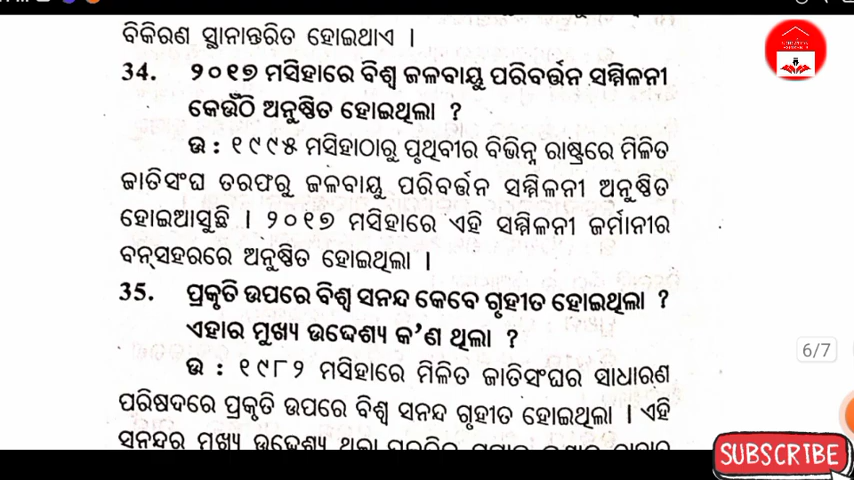 ବିକିରଣ ସ୍ଥାନାନ୍ତରିତ ହୋଇଥାଏ ।
34. ୨୦୧୭ ମସିହାରେ ବିଶ୍ୱ ଜଳବାୟୁ ପରିବର୍ତ୍ତନ ସମ୍ମିଳନୀ
କେଉଁଠି ଅନୁଷ୍ଠିତ ହୋଇଥିଲା ?
ଉ : ୧୯୯୫ ମସିହାଠାରୁ ପୃଥିବୀର ବିଭିନ୍ନ ରାଷ୍ଟ୍ରରେ ମିଳିତ
ଜାତିସଂଘ ତରଫରୁ ଜଳବାୟୁ ପରିବର୍ତ୍ତନ ସମ୍ମିଳନୀ ଅନୁଷ୍ଠିତ
ହୋଇଆସୁଛି । ୨୦୧୭ ମସିହାରେ ଏହି ସମ୍ମିଳନୀ ଜର୍ମାନୀର
ବନ୍‌ସହରରେ ଅନୁଷ୍ଠିତ ହୋଇଥିଲା ।
35. ପ୍ରକୃତି ଉପରେ ବିଶ୍ୱ ସନନ୍ଦ କେବେ ଗୃହୀତ ହୋଇଥିଲା ?
ଏହାର ମୁଖ୍ୟ ଉଦ୍ଦେଶ୍ୟ କ'ଣ ଥିଲା ?
6/7
ଉ : ୧୯୮୨ ମସିହାରେ ମିଳିତ ଜାତିସଂଘର ସାଧାରଣ
ପରିଷଦରେ ପ୍ରକୃତି ଉପରେ ବିଶ୍ୱ ସନନ୍ଦ ଗୃହୀତ ହୋଇଥିଲା । ଏହି
ସନନ୍ଦର ମୁଖ୍ୟ ଉଦ୍ଦେଶ୍ୟ ଥିଲା
SUBSCRIBE